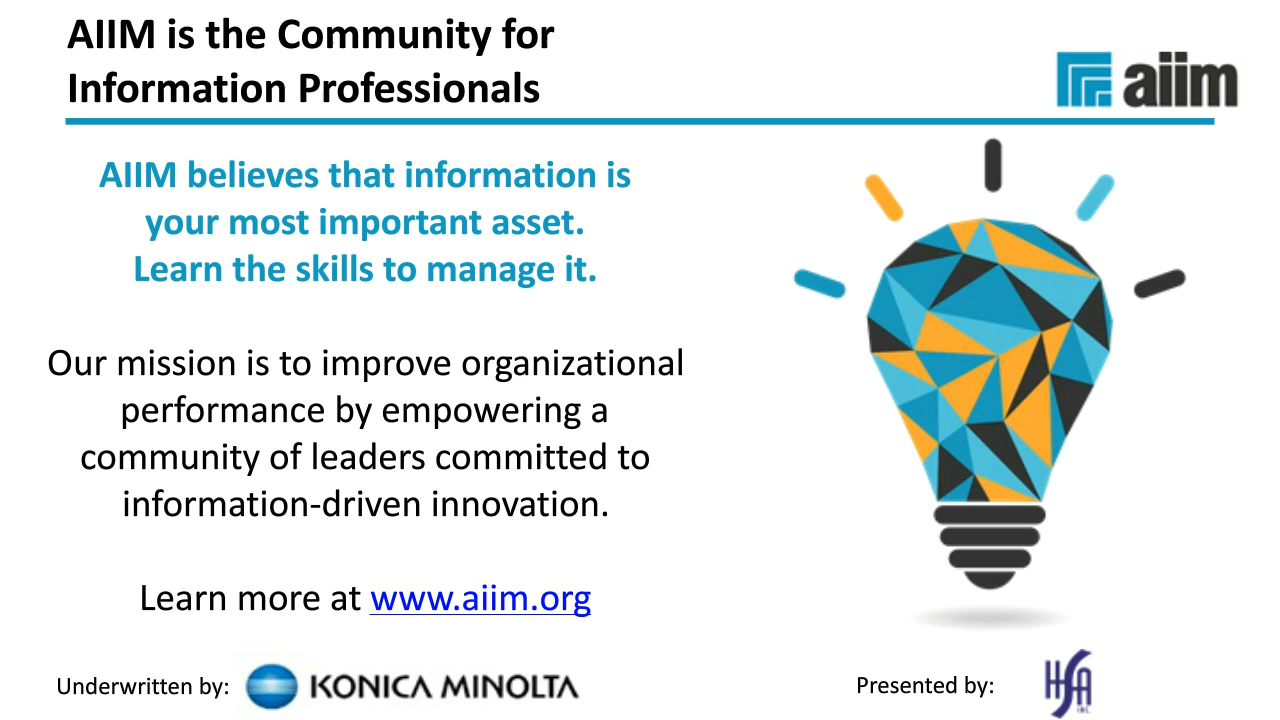 AIIM is the Community for
Information Professionals
aiim
AIIM believes that information is
your most important asset.
Learn the skills to manage it.
Our mission is to improve organizational
performance by empowering a
community of leaders committed to
information-driven innovation.
Learn more at www.aiim.org
Underwritten by:
KONICA MINOLTA
Presented by:
HSA
INC.